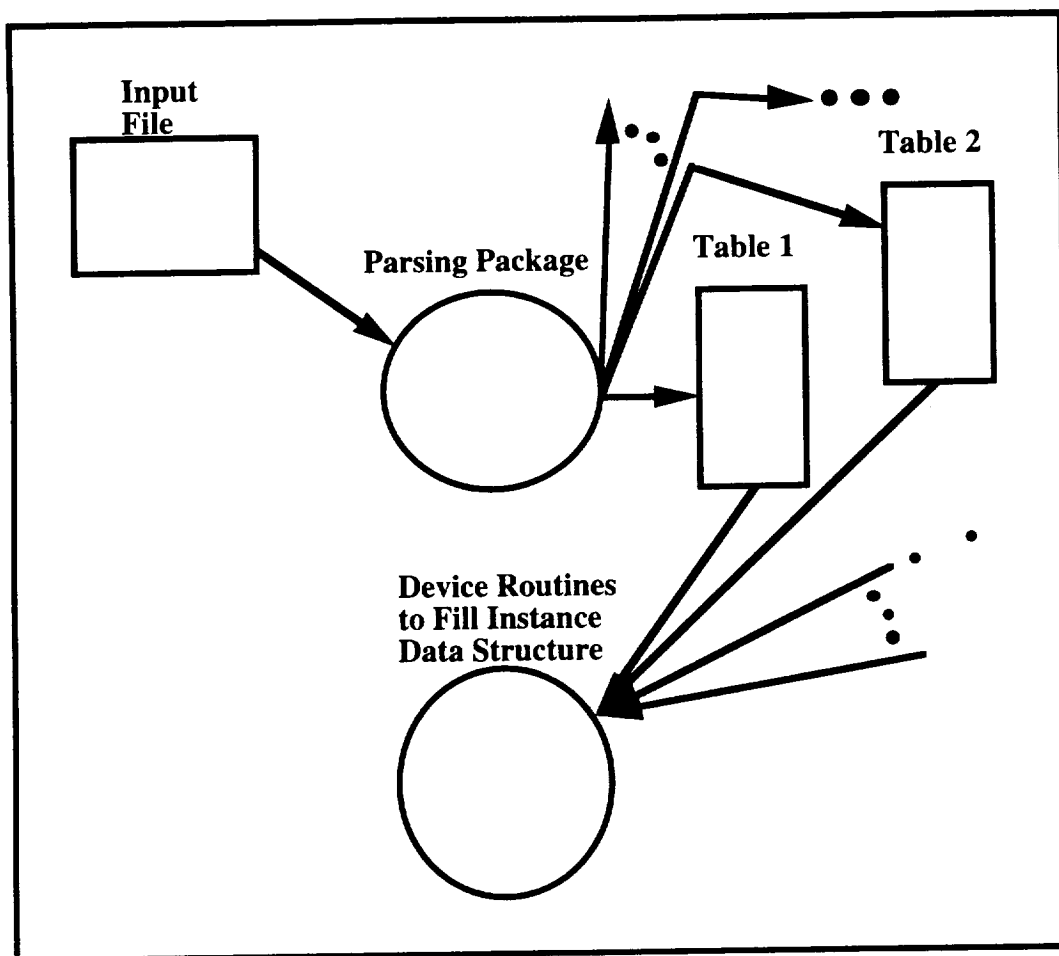 Input
File
Table 2
Table 1
Parsing Package
Device Routines
to Fill Instance
Data Structure